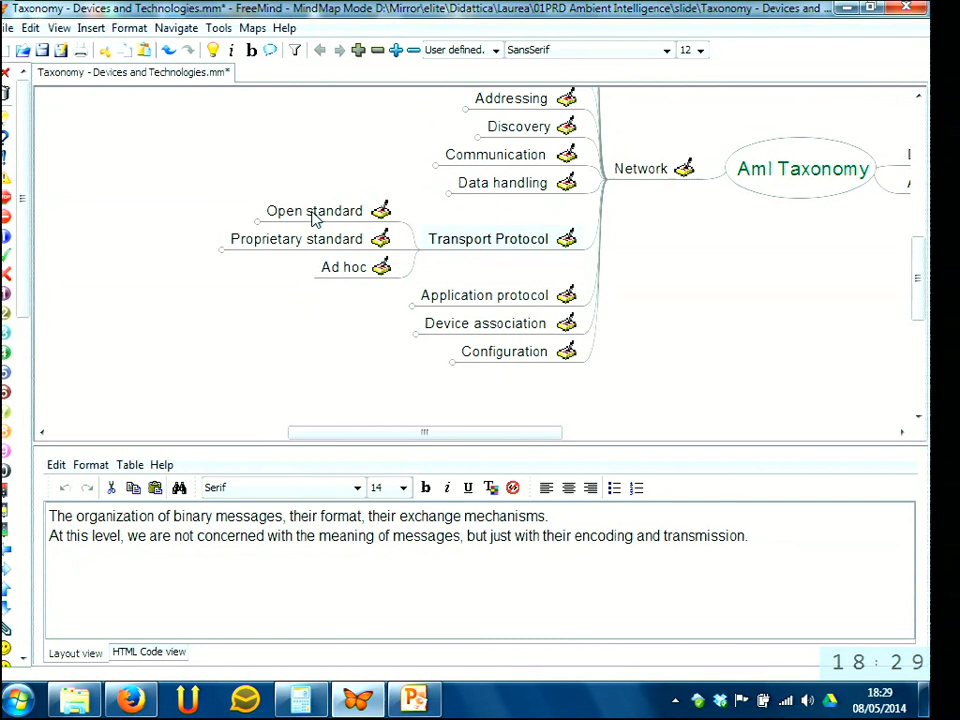 Taxonomy - Devices and Technologies.mm* - FreeMind - MindMap Mode D:\Mirror\elite\Didattica\Laurea\01PRD Ambient Intelligence\slide\Taxonomy - Devices and ...
ile Edit View Insert Format Navigate Tools Maps Help
i b User defined. SansSerif 12
Taxonomy - Devices and Technologies.mm*
Addressing
Discovery
Communication
Network
AmI Taxonomy
Data handling
Open standard
Proprietary standard
Transport Protocol
Ad hoc
Application protocol
Device association
Configuration
Edit Format Table Help
Serif 14 b i U T
The organization of binary messages, their format, their exchange mechanisms.
At this level, we are not concerned with the meaning of messages, but just with their encoding and transmission.
Layout view HTML Code view
18:29
18:29
08/05/2014